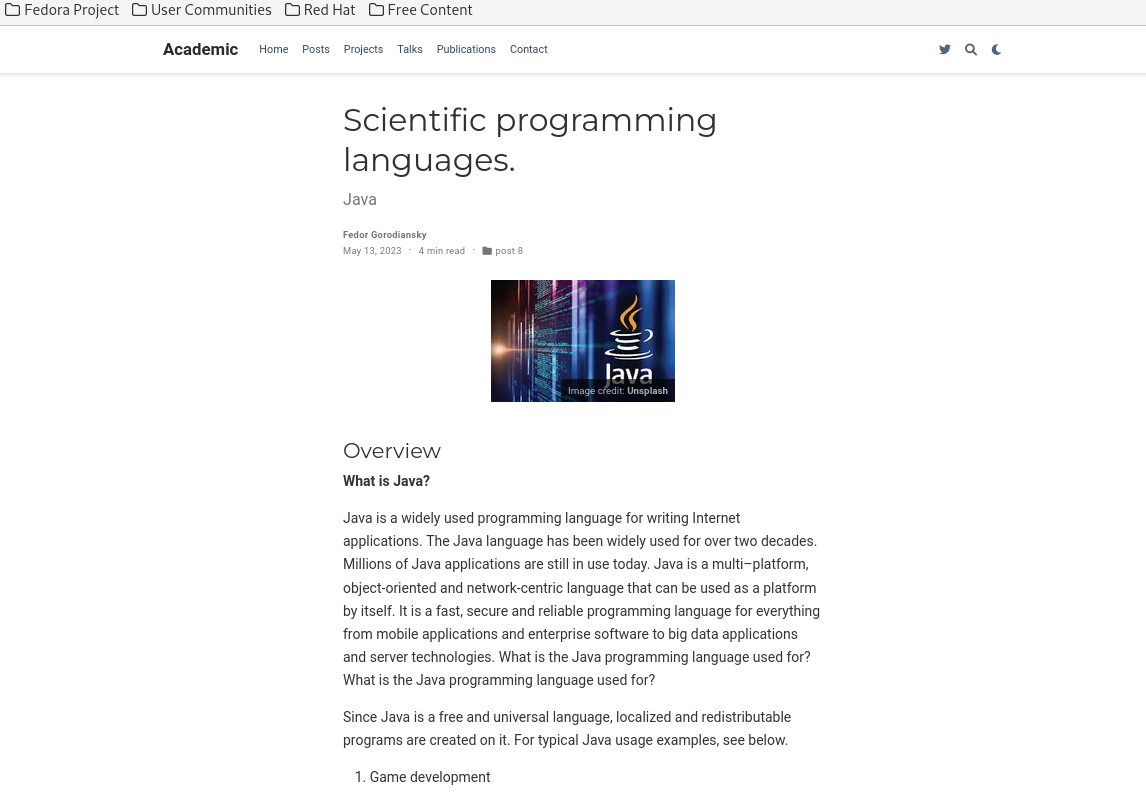 Fedora Project User Communities Red Hat Free Content
Academic Home Posts Projects Talks Publications Contact
Scientific programming
languages.
Java
Fedor Gorodiansky
May 13, 2023 · 4 min read · post 8
Java
Image credit: Unsplash
Overview
What is Java?
Java is a widely used programming language for writing Internet
applications. The Java language has been widely used for over two decades.
Millions of Java applications are still in use today. Java is a multi–platform,
object-oriented and network-centric language that can be used as a platform
by itself. It is a fast, secure and reliable programming language for everything
from mobile applications and enterprise software to big data applications
and server technologies. What is the Java programming language used for?
What is the Java programming language used for?
Since Java is a free and universal language, localized and redistributable
programs are created on it. For typical Java usage examples, see below.
1. Game development